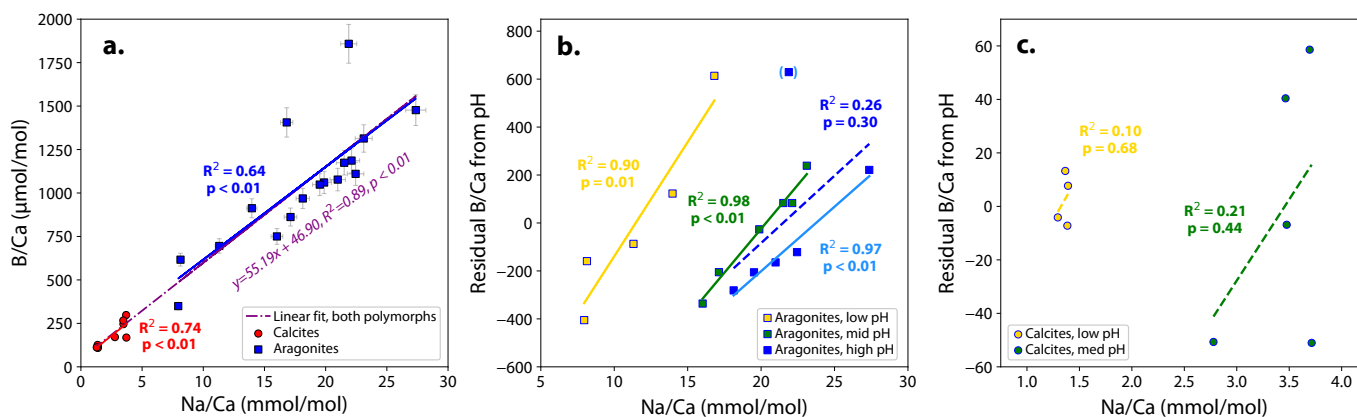 a.
B/Ca (μmol/mol)
2000
1750
1500
1250
1000
750
500
250
0
R² = 0.64
p < 0.01
y=55.19x + 46.90, R²=0.89, p < 0.01
R² = 0.74
p < 0.01
Linear fit, both polymorphs
Calcites
Aragonites
0 5 10 15 20 25 30
Na/Ca (mmol/mol)
b.
Residual B/Ca from pH
800
600
400
200
0
−200
−400
−600
( )
R² = 0.26
p = 0.30
R² = 0.90
p = 0.01
R² = 0.98
p < 0.01
R² = 0.97
p < 0.01
Aragonites, low pH
Aragonites, mid pH
Aragonites, high pH
5 10 15 20 25 30
Na/Ca (mmol/mol)
c.
Residual B/Ca from pH
60
40
20
0
−20
−40
−60
R² = 0.10
p = 0.68
R² = 0.21
p = 0.44
Calcites, low pH
Calcites, med pH
1.0 1.5 2.0 2.5 3.0 3.5 4.0
Na/Ca (mmol/mol)